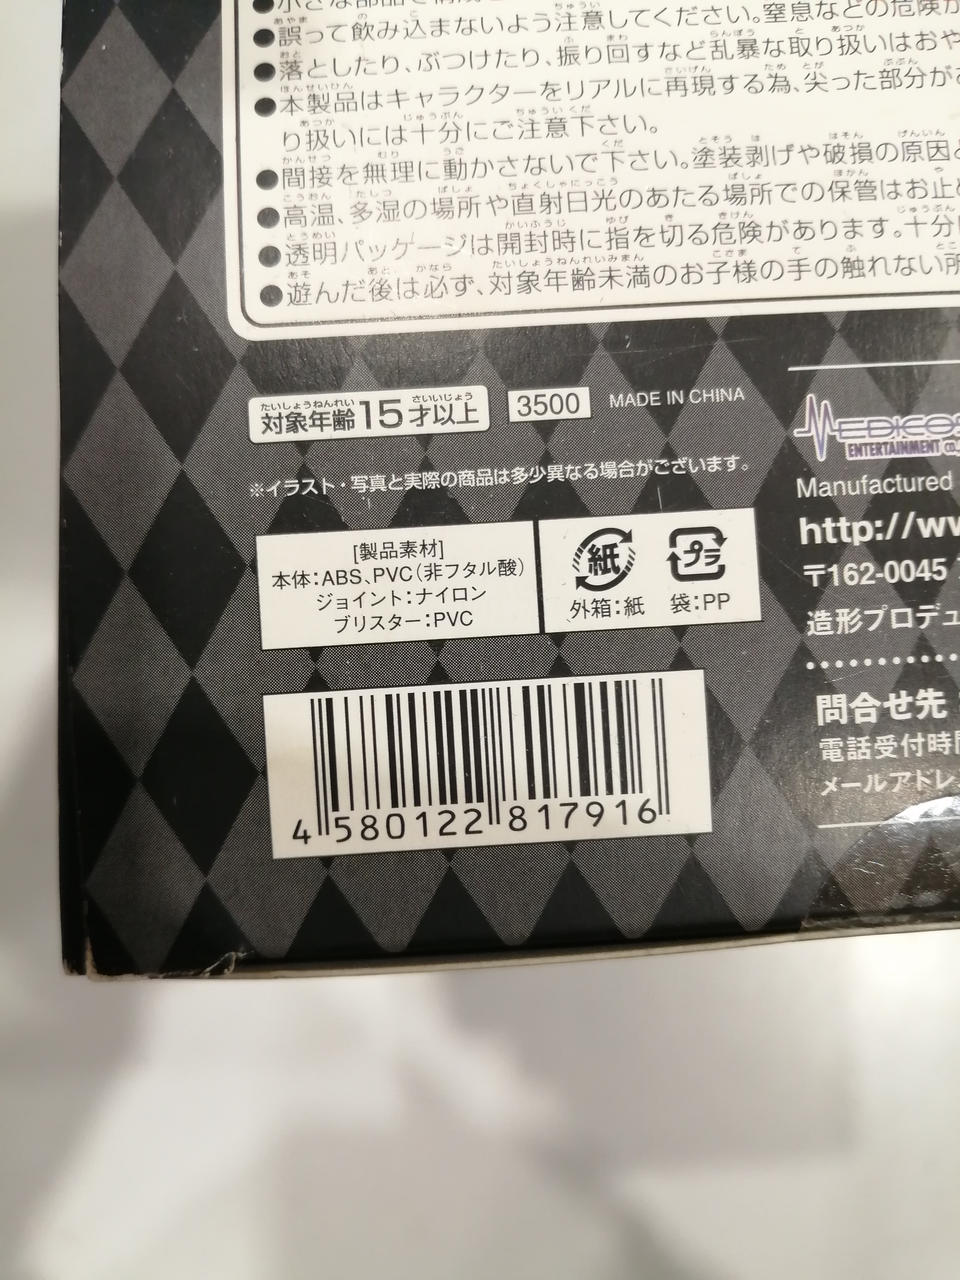 ●誤って飲み込まないよう注意してください。窒息などの危険が
●落としたり、ぶつけたり、振り回すなど乱暴な取り扱いはおや
●本製品はキャラクターをリアルに再現する為、尖った部分があ
り扱いには十分にご注意下さい。
●間接を無理に動かさないで下さい。塗装剥げや破損の原因と
●高温、多湿の場所や直射日光のあたる場所での保管はお止め
●透明パッケージは開封時に指を切る危険があります。十分に
●遊んだ後は必ず、対象年齢未満のお子様の手の触れない所
対象年齢15才以上
3500
MADE IN CHINA
※イラスト・写真と実際の商品は多少異なる場合がございます。
[製品素材]
本体:ABS、PVC(非フタル酸)
ジョイント:ナイロン
ブリスター:PVC
紙
プラ
外箱:紙 袋:PP
4 580122 817916
MEDICOS
ENTERTAINMENT CO.,
Manufactured
http://ww
〒162-0045
造形プロデュ
問合せ先
電話受付時間
メールアドレ